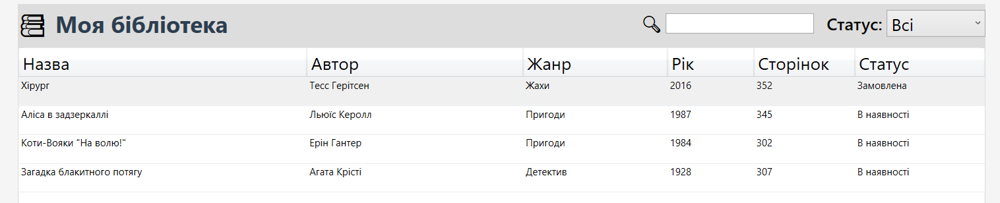 Моя бібліотека Статус: Всі
Назва Автор Жанр Рік Сторінок Статус
Хірург Тесс Герітсен Жахи 2016 352 Замовлена
Аліса в задзеркаллі Льюїс Керолл Пригоди 1987 345 В наявності
Коти-Вояки "На волю!" Ерін Гантер Пригоди 1984 302 В наявності
Загадка блакитного потягу Агата Крісті Детектив 1928 307 В наявності